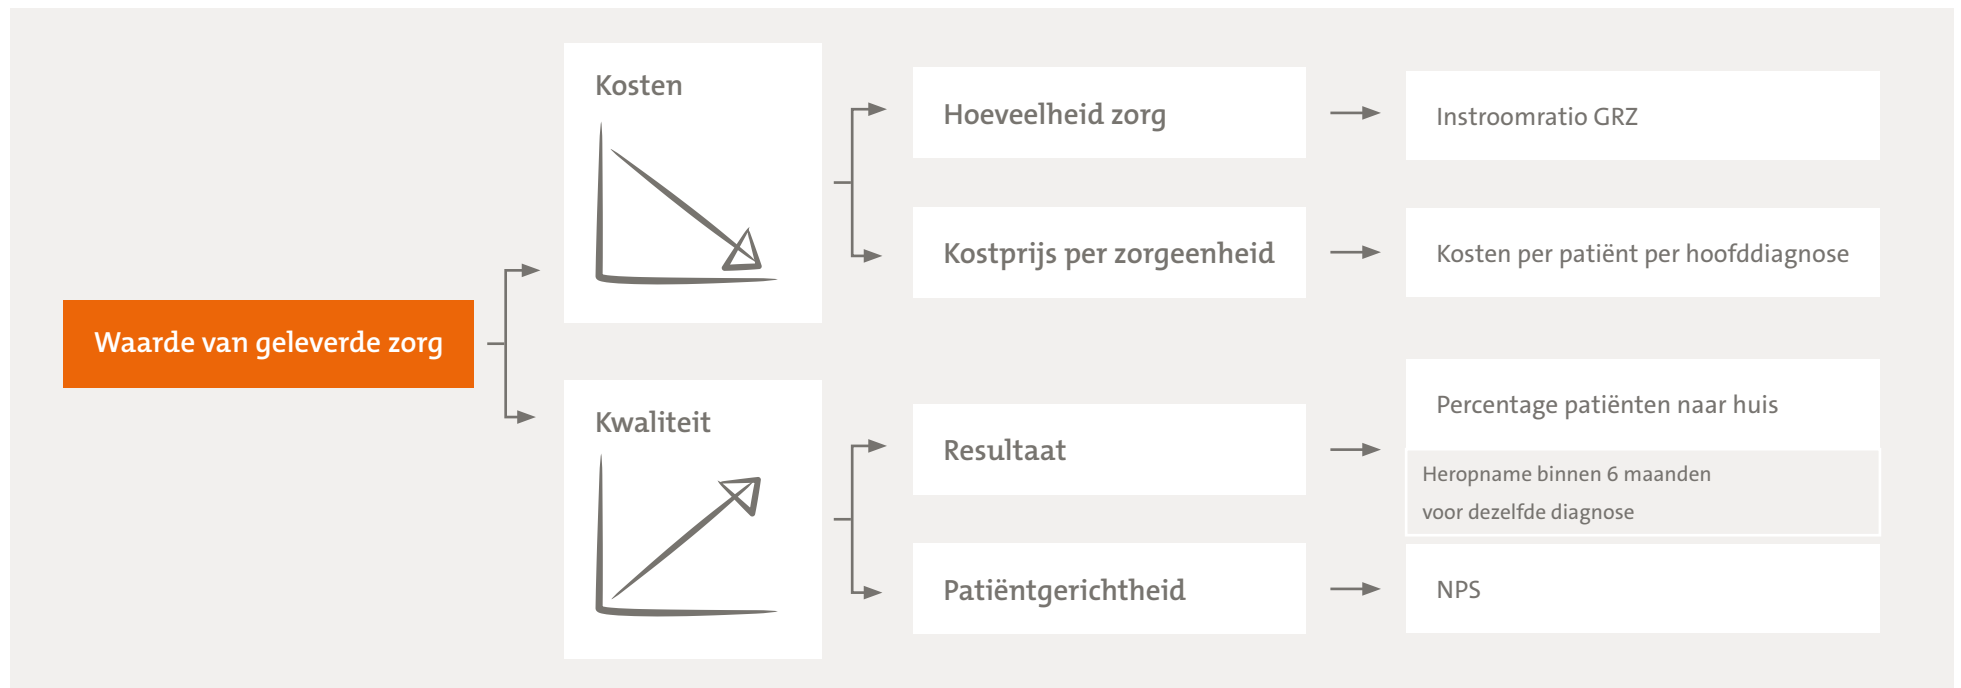 Waarde van geleverde zorg
Kosten
Hoeveelheid zorg
Instroomratio GRZ
Kostprijs per zorgeenheid
Kosten per patiënt per hoofddiagnose
Kwaliteit
Resultaat
Percentage patiënten naar huis
Heropname binnen 6 maanden
voor dezelfde diagnose
Patiëntgerichtheid
NPS